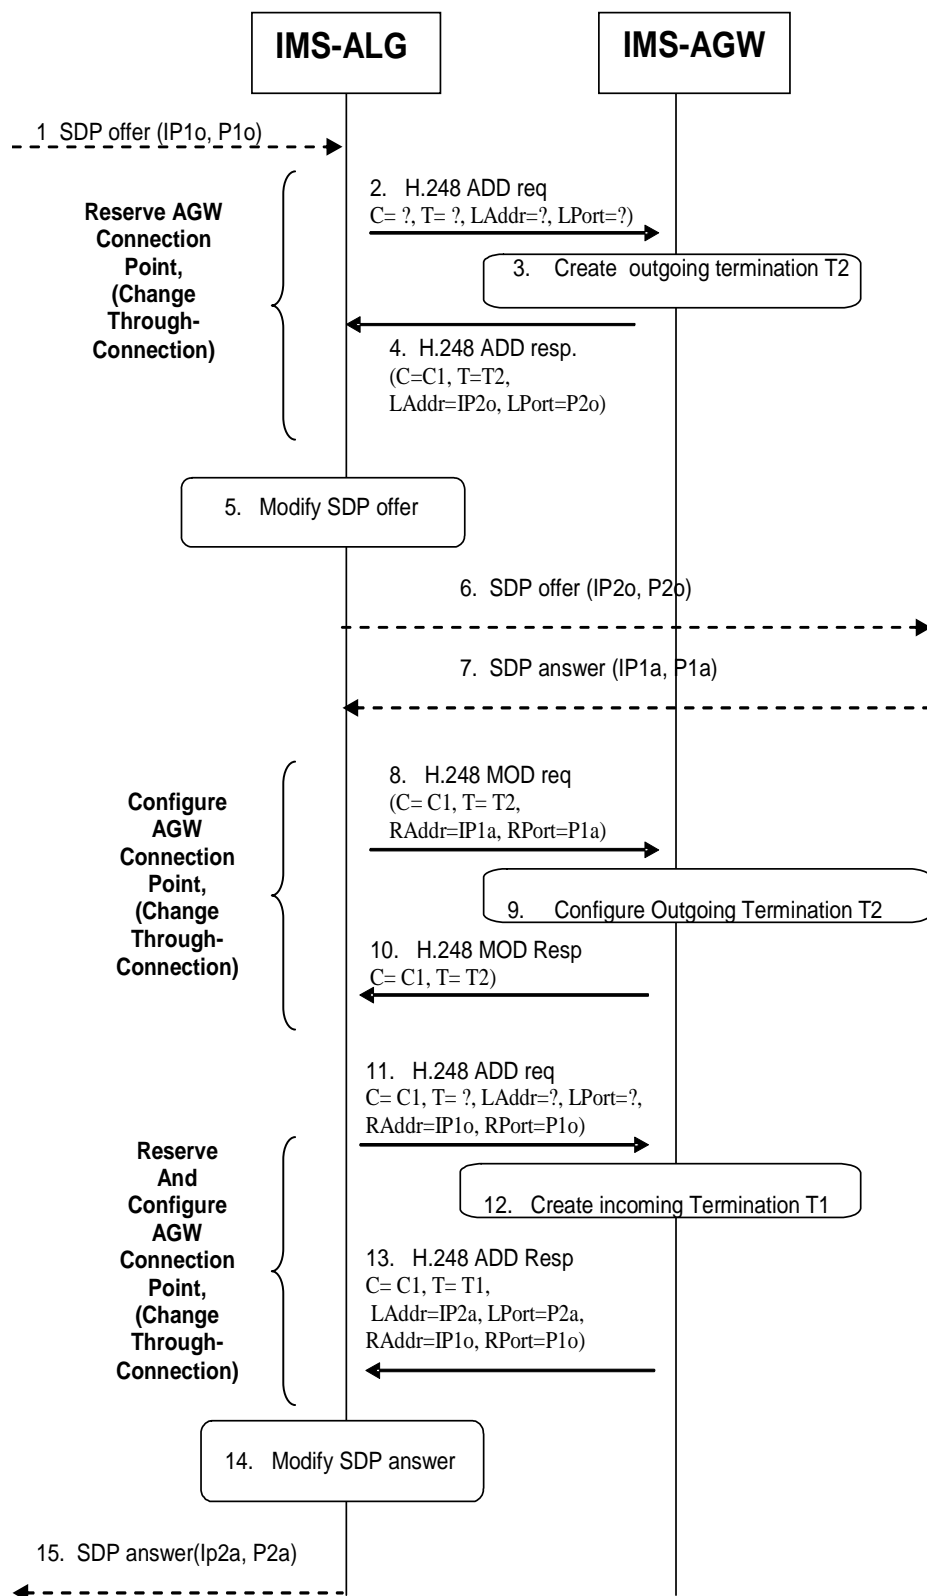 IMS-ALG
IMS-AGW
1 SDP offer (IP1o, P1o)
Reserve AGW
Connection
Point,
(Change
Through-
Connection)
2. H.248 ADD req
C= ?, T= ?, LAddr=?, LPort=?)
3. Create outgoing termination T2
4. H.248 ADD resp.
(C=C1, T=T2,
LAddr=IP2o, LPort=P2o)
5. Modify SDP offer
6. SDP offer (IP2o, P2o)
7. SDP answer (IP1a, P1a)
Configure
AGW
Connection
Point,
(Change
Through-
Connection)
8. H.248 MOD req
(C= C1, T= T2,
RAddr=IP1a, RPort=P1a)
9. Configure Outgoing Termination T2
10. H.248 MOD Resp
C= C1, T= T2)
11. H.248 ADD req
C= C1, T= ?, LAddr=?, LPort=?,
RAddr=IP1o, RPort=P1o)
Reserve
And
Configure
AGW
Connection
Point,
(Change
Through-
Connection)
12. Create incoming Termination T1
13. H.248 ADD Resp
C= C1, T= T1,
LAddr=IP2a, LPort=P2a,
RAddr=IP1o, RPort=P1o)
14. Modify SDP answer
15. SDP answer(Ip2a, P2a)